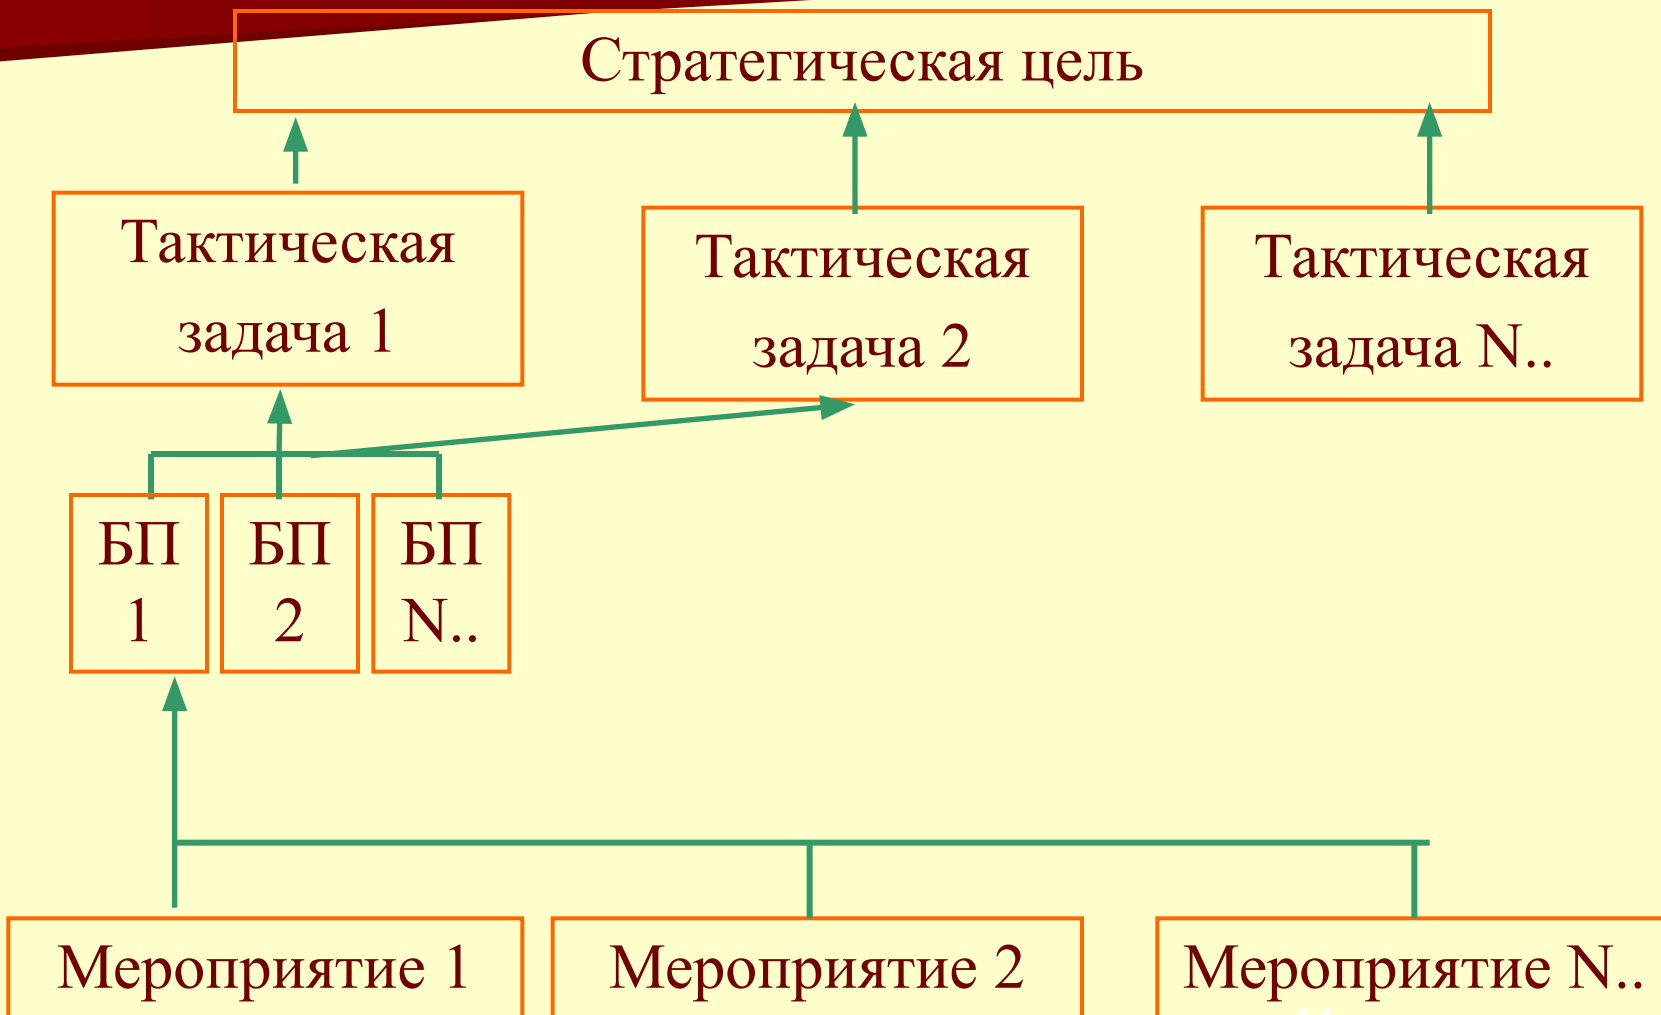 Стратегическая цель
Тактическая
задача 1
Тактическая
задача 2
Тактическая
задача N..
БП
1
БП
2
БП
N..
Мероприятие 1
Мероприятие 2
Мероприятие N..